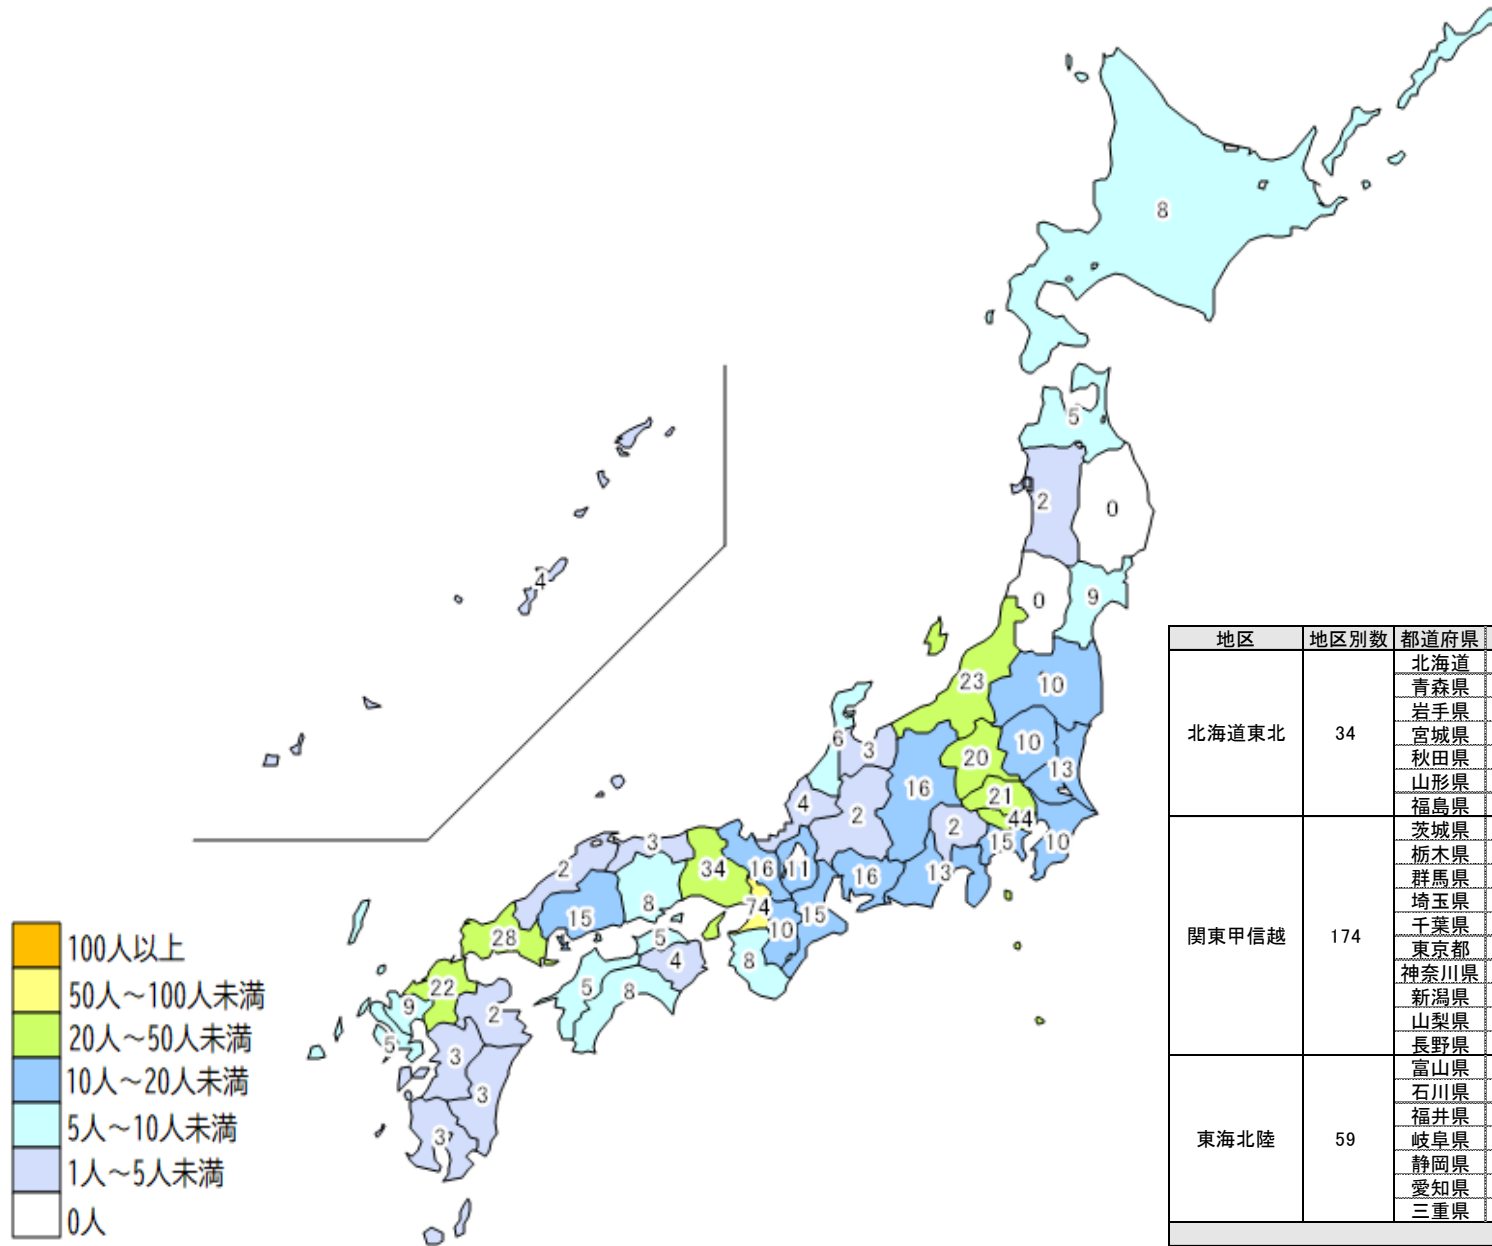 8
5
2
0
0
9
23
10
6
3
20
10
13
4
16
21
2
2
44
15
10
3
2
34
16
11
16
13
8
74
15
15
10
28
5
4
8
22
5
8
9
2
5
3
3
3
4
100人以上
50人～100人未満
20人～50人未満
10人～20人未満
5人～10人未満
1人～5人未満
0人
地区 地区別数 都道府県
北海道東北 34 北海道
青森県
岩手県
宮城県
秋田県
山形県
福島県
関東甲信越 174 茨城県
栃木県
群馬県
埼玉県
千葉県
東京都
神奈川県
新潟県
山梨県
長野県
東海北陸 59 富山県
石川県
福井県
岐阜県
静岡県
愛知県
三重県